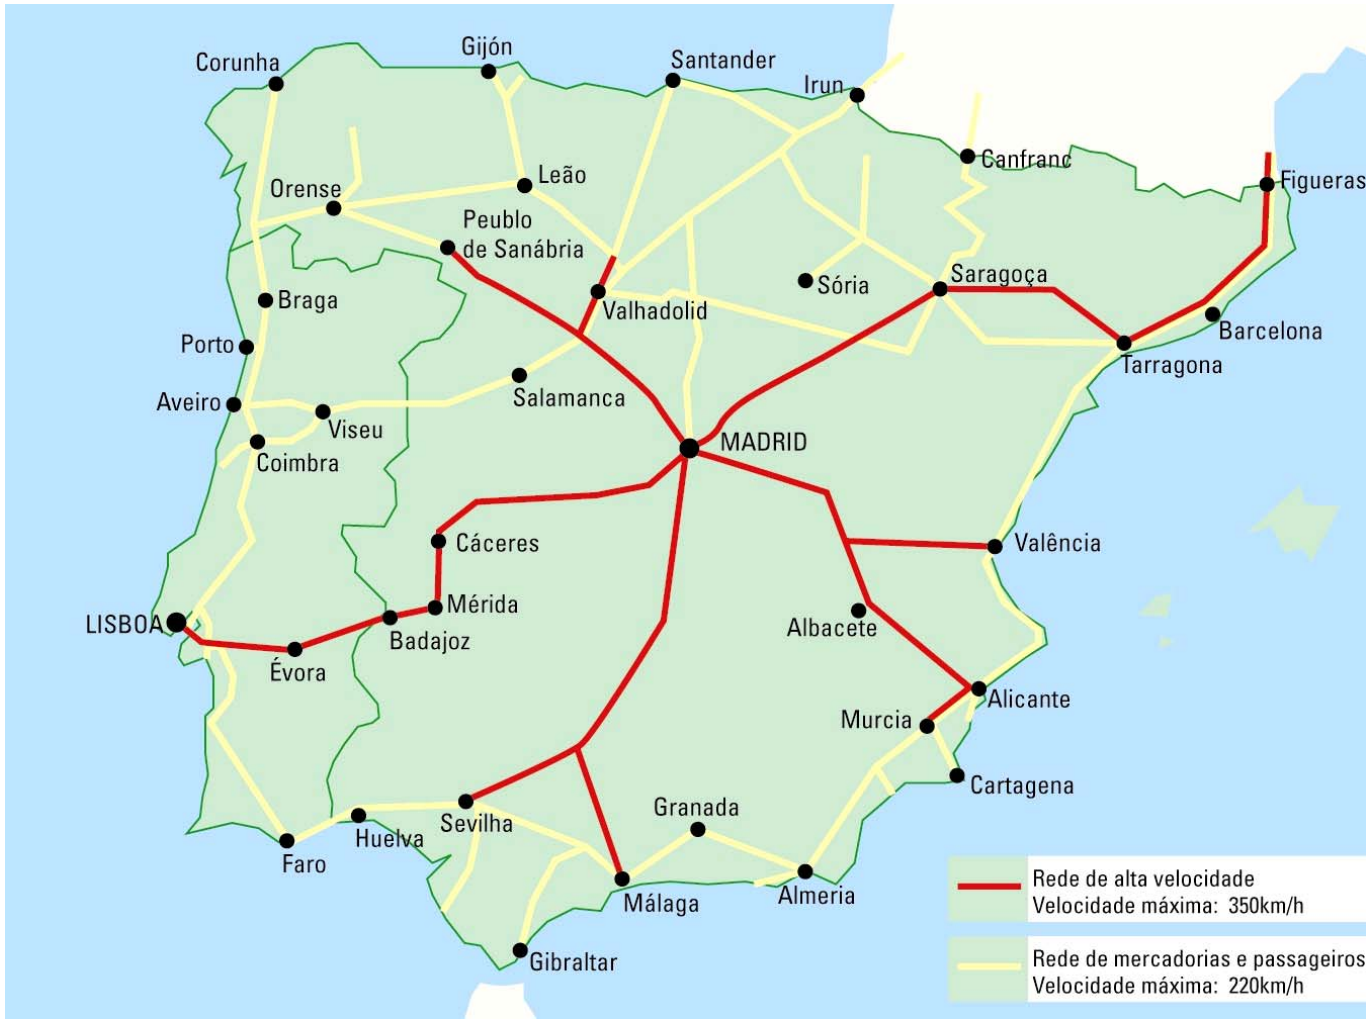 Corunha
Gijón
Santander
Irun
Canfranc
Figueras
Orense
Leão
Peublo
de Sanábria
Braga
Valhadolid
Sória
Saragoça
Barcelona
Porto
Tarragona
Aveiro
Viseu
Salamanca
Coimbra
MADRID
Cáceres
Valência
Mérida
LISBOA
Badajoz
Albacete
Évora
Alicante
Murcia
Cartagena
Granada
Sevilha
Huelva
Faro
Málaga
Almeria
Gibraltar
Rede de alta velocidade
Velocidade máxima: 350km/h
Rede de mercadorias e passageiros
Velocidade máxima: 220km/h